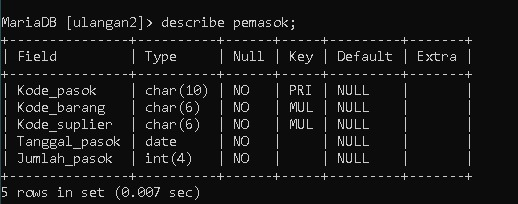 MariaDB [ulangan2]> describe pemasok;
+---------------+----------+------+-----+---------+-------+
| Field         | Type     | Null | Key | Default | Extra |
+---------------+----------+------+-----+---------+-------+
| Kode_pasok    | char(10) | NO   | PRI | NULL    |       |
| Kode_barang   | char(6)  | NO   | MUL | NULL    |       |
| Kode_suplier  | char(6)  | NO   | MUL | NULL    |       |
| Tanggal_pasok | date     | NO   |     | NULL    |       |
| Jumlah_pasok  | int(4)   | NO   |     | NULL    |       |
+---------------+----------+------+-----+---------+-------+
5 rows in set (0.007 sec)